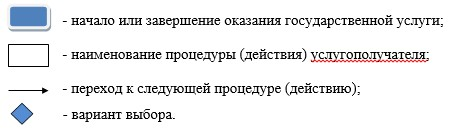 - начало или завершение оказания государственной услуги;
- наименование процедуры (действия) услугополучателя;
- переход к следующей процедуре (действию);
- вариант выбора.